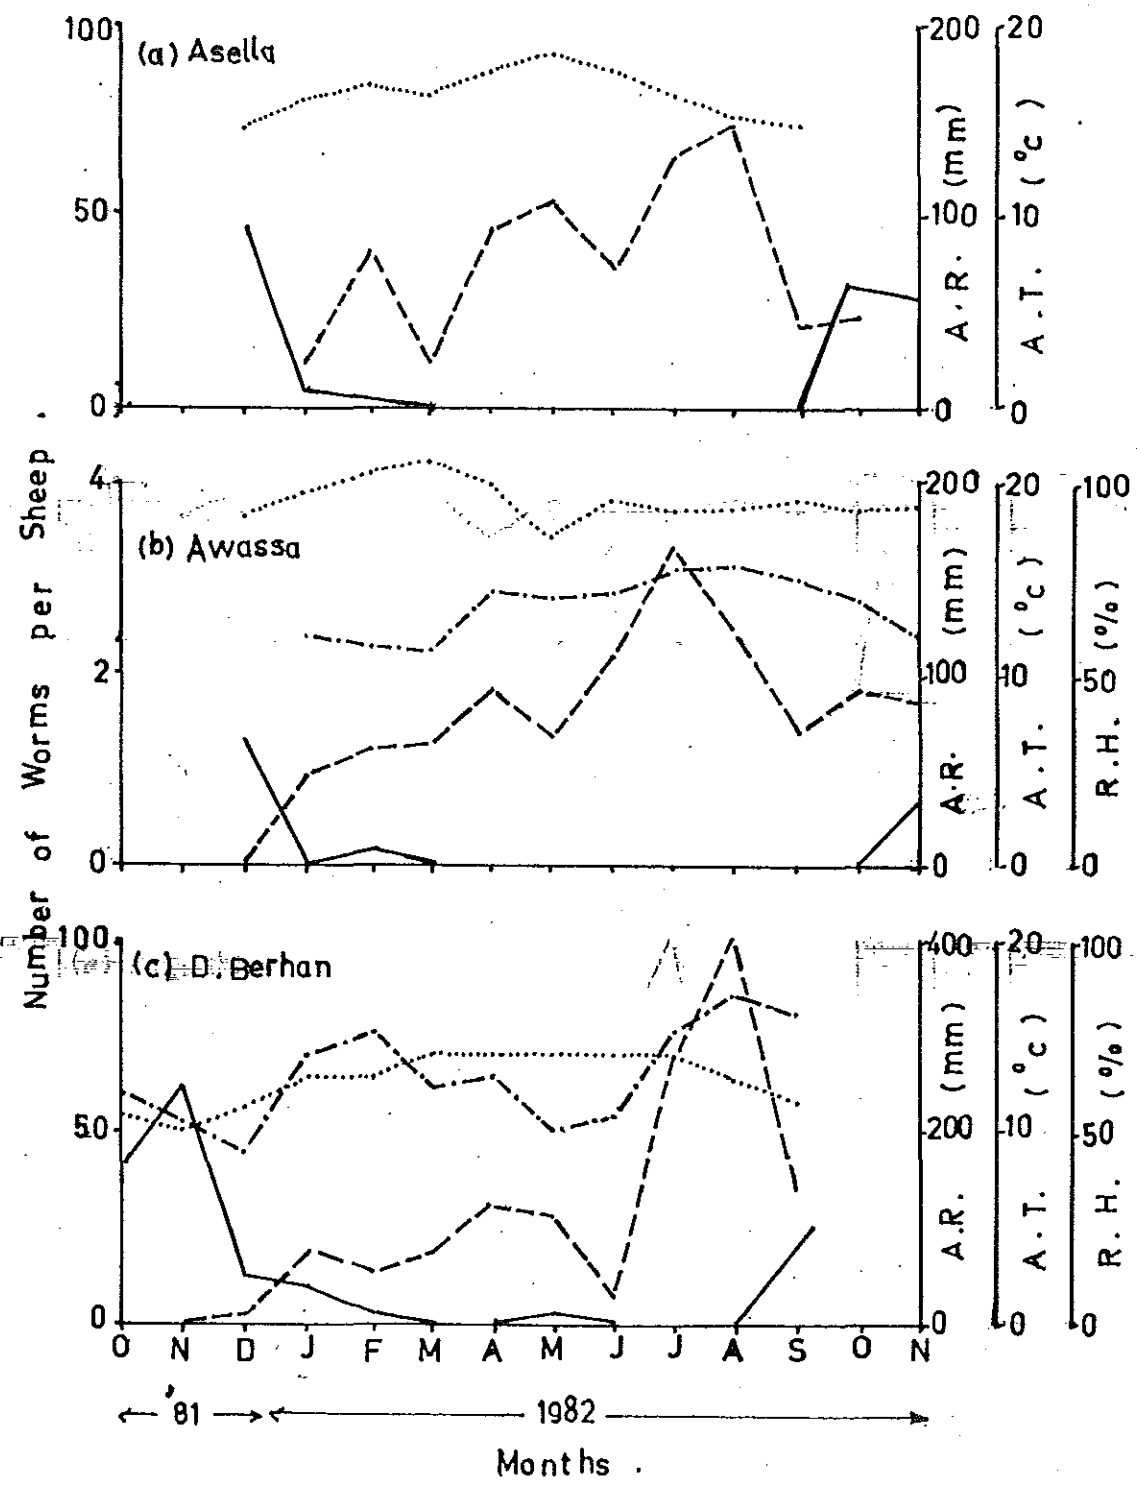 Number of Worms per Sheep .
(a) Asella
100
50
0
200
100
0
A.R. (mm)
20
10
0
A.T. (°c)
(b) Awassa
4
2
0
200
100
0
A.R. (mm)
20
10
0
A.T. (°c)
100
50
0
R.H. (%)
(c) D. Berhan
100
50
0
400
200
0
A.R. (mm)
20
10
0
A.T. (°c)
100
50
0
R.H. (%)
O N D J F M A M J J A S O N
'81 1982
Months .